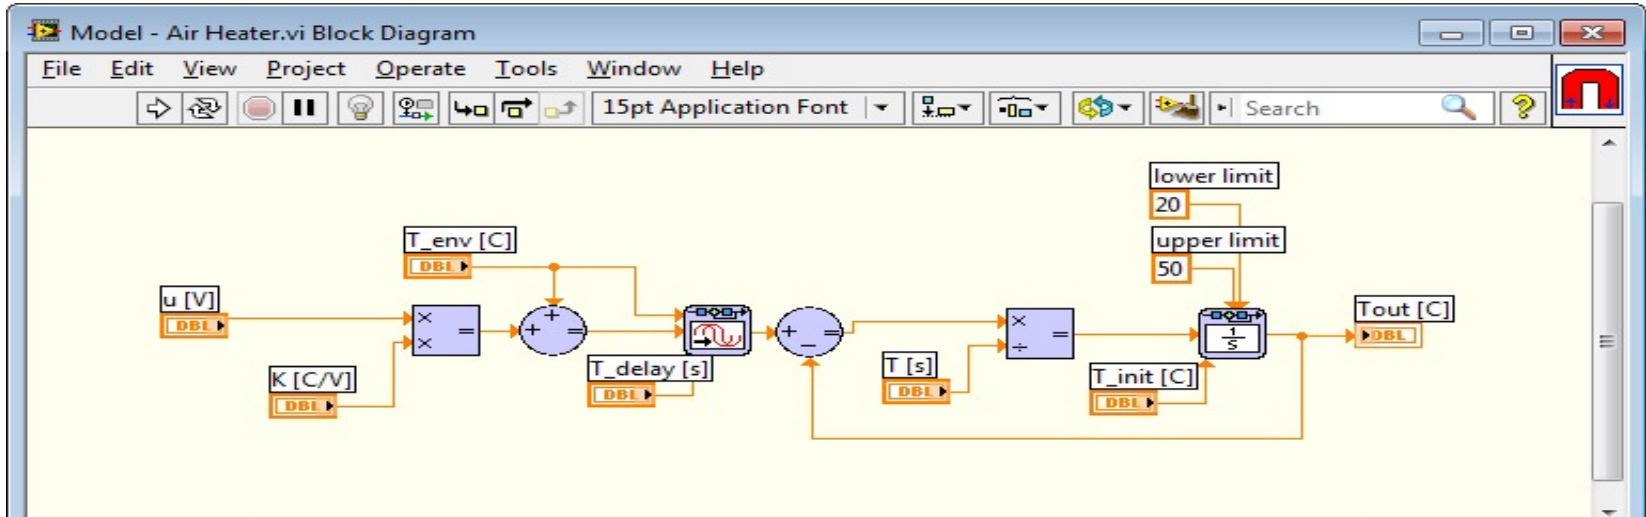 Model - Air Heater.vi Block Diagram
File Edit View Project Operate Tools Window Help
15pt Application Font Search ?
lower limit
20
T_env [C]
DBL
upper limit
50
u [V]
DBL
× × =
+ + =
+ − =
× ÷ =
1/s
Tout [C]
DBL
K [C/V]
DBL
T_delay [s]
DBL
T [s]
DBL
T_init [C]
DBL